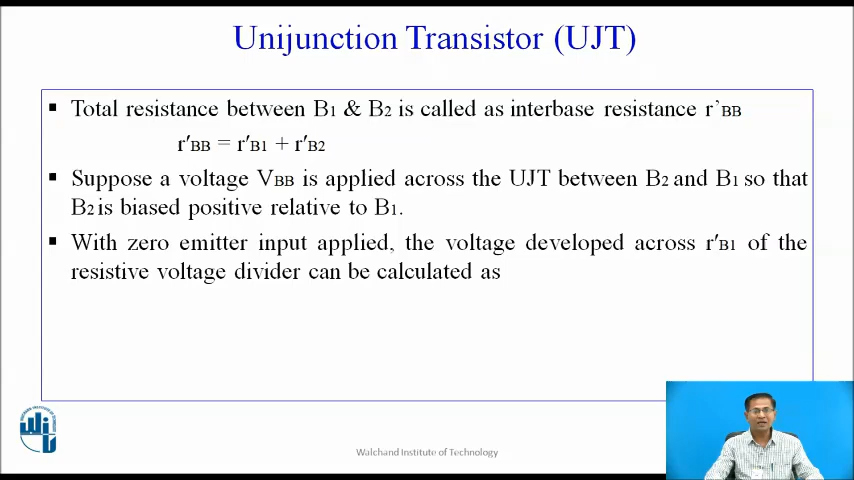 Unijunction Transistor (UJT)
▪ Total resistance between B1 & B2 is called as interbase resistance r’BB
r′BB = r′B1 + r′B2
▪ Suppose a voltage VBB is applied across the UJT between B2 and B1 so that
B2 is biased positive relative to B1.
▪ With zero emitter input applied, the voltage developed across r′B1 of the
resistive voltage divider can be calculated as
Walchand Institute of Technology